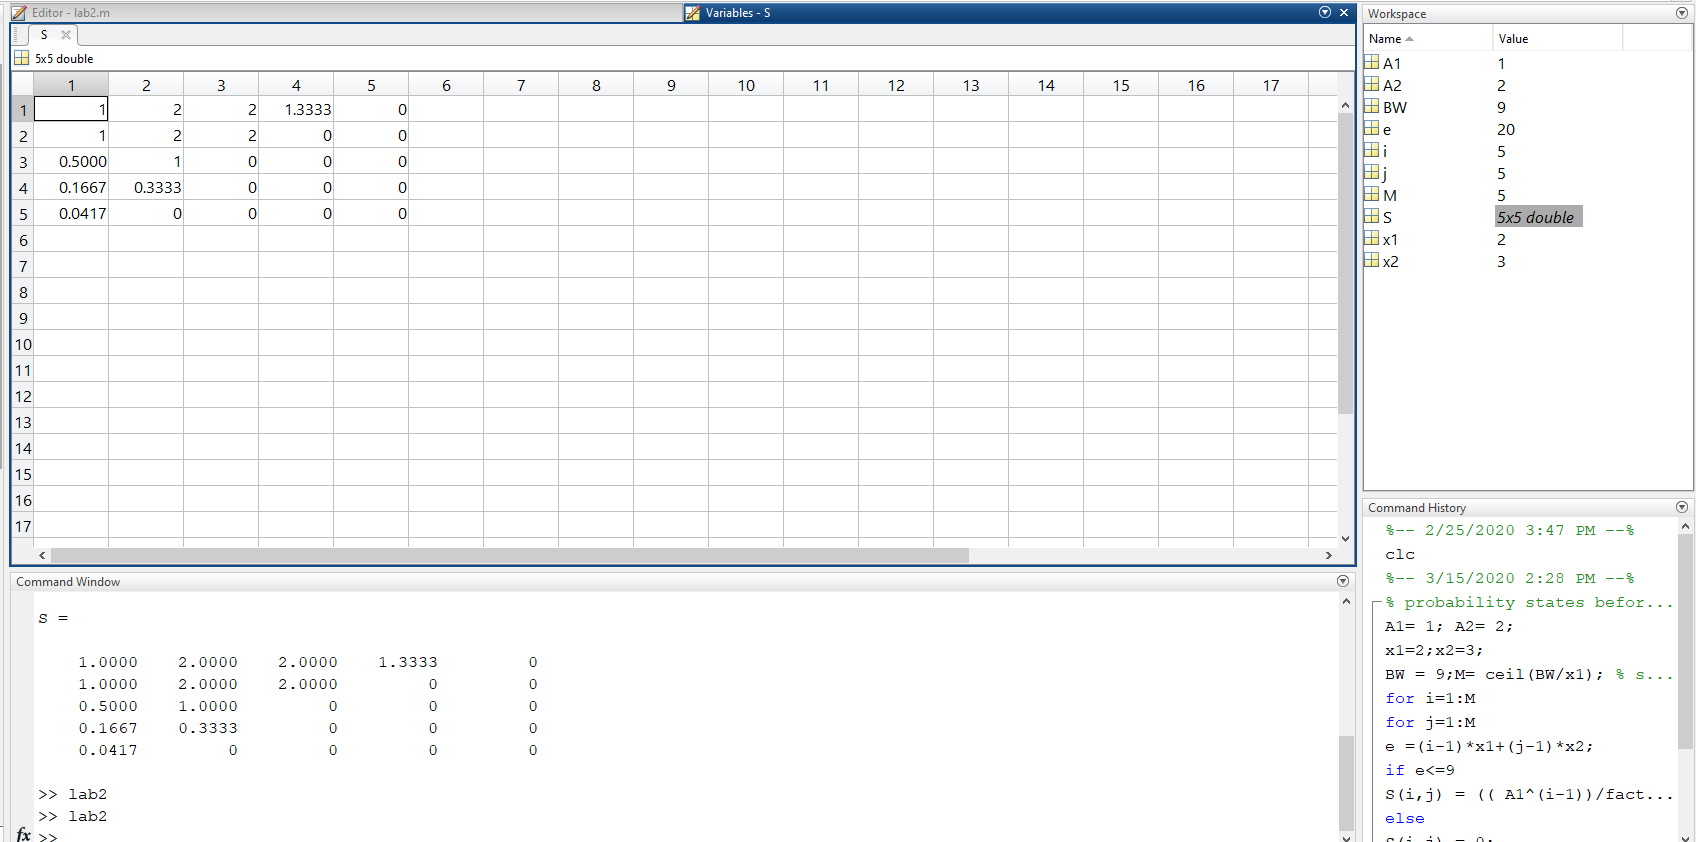 Editor - lab2.m
Variables - S
S
5x5 double
1 2 3 4 5 6 7 8 9 10 11 12 13 14 15 16 17
1 1 2 2 1.3333 0
2 1 2 2 0 0
3 0.5000 1 0 0 0
4 0.1667 0.3333 0 0 0
5 0.0417 0 0 0 0
6
7
8
9
10
11
12
13
14
15
16
17
Command Window
S =
1.0000 2.0000 2.0000 1.3333 0
1.0000 2.0000 2.0000 0 0
0.5000 1.0000 0 0 0
0.1667 0.3333 0 0 0
0.0417 0 0 0 0
>> lab2
>> lab2
fx >>
Workspace
Name Value
A1 1
A2 2
BW 9
e 20
i 5
j 5
M 5
S 5x5 double
x1 2
x2 3
Command History
%-- 2/25/2020 3:47 PM --%
clc
%-- 3/15/2020 2:28 PM --%
% probability states befor...
A1= 1; A2= 2;
x1=2;x2=3;
BW = 9;M= ceil(BW/x1); % s...
for i=1:M
for j=1:M
e =(i-1)*x1+(j-1)*x2;
if e<=9
S(i,j) = (( A1^(i-1))/fact...
else
S(i,j) = 0;